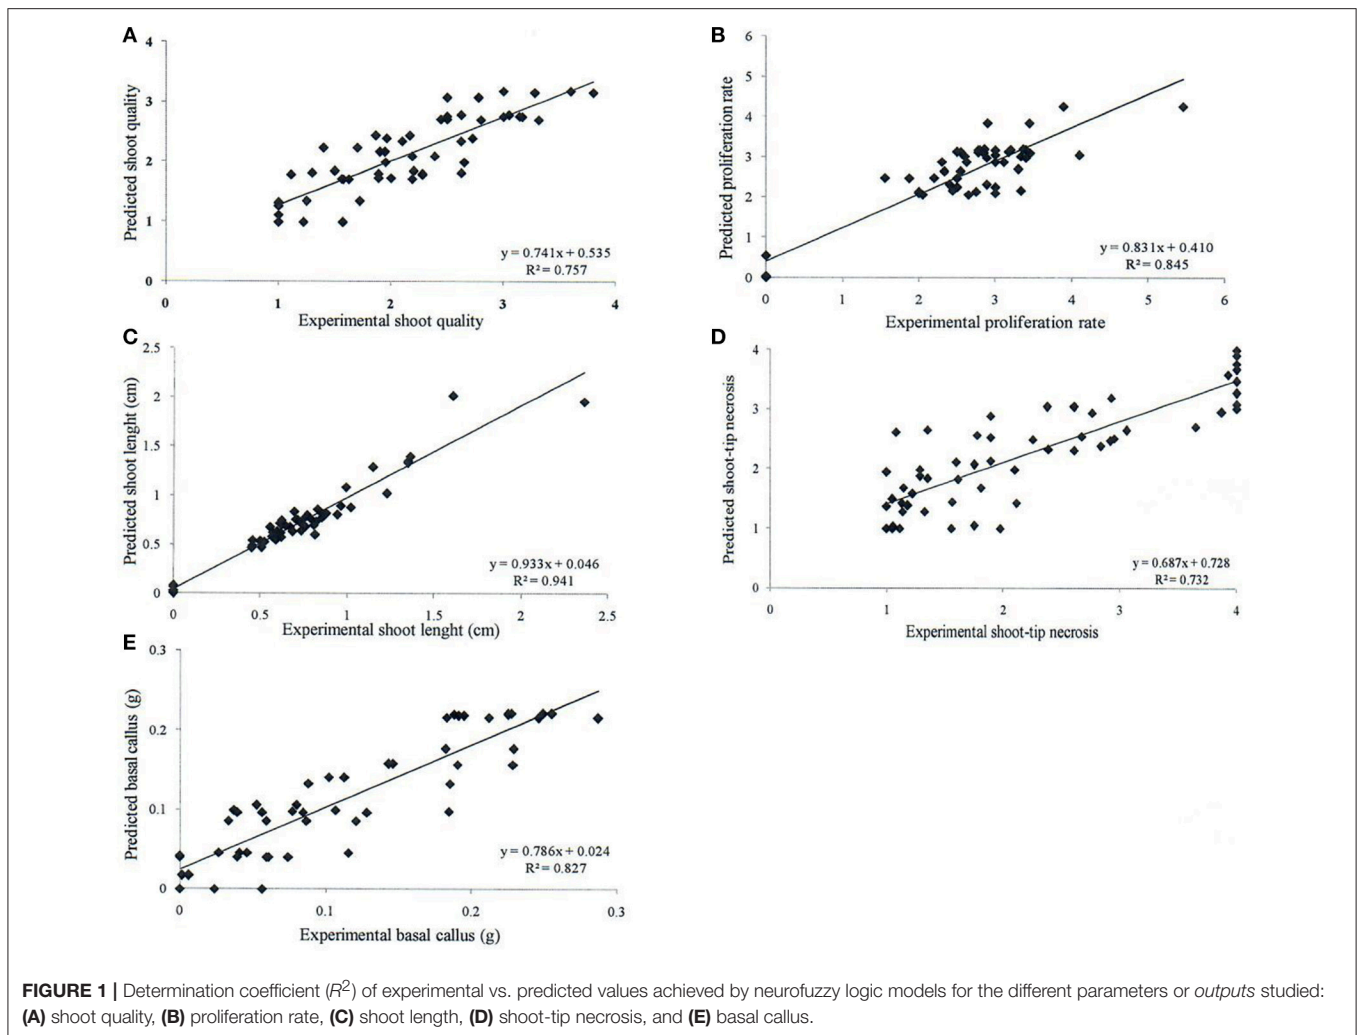 A
4
3
2
1
0
Predicted shoot quality
y = 0.741x + 0.535
R² = 0.757
0 1 2 3 4
Experimental shoot quality
B
6
5
4
3
2
1
0
Predicted proliferation rate
y = 0.831x + 0.410
R² = 0.845
0 1 2 3 4 5 6
Experimental proliferation rate
C
2.5
2
1.5
1
0.5
0
Predicted shoot lenght (cm)
y = 0.933x + 0.046
R² = 0.941
0 0.5 1 1.5 2 2.5
Experimental shoot lenght (cm)
D
4
3
2
1
0
Predicted shoot-tip necrosis
y = 0.687x + 0.728
R² = 0.732
0 1 2 3 4
Experimental shoot-tip necrosis
E
0.3
0.2
0.1
0
Predicted basal callus (g)
y = 0.786x + 0.024
R² = 0.827
0 0.1 0.2 0.3
Experimental basal callus (g)
FIGURE 1 | Determination coefficient (R²) of experimental vs. predicted values achieved by neurofuzzy logic models for the different parameters or outputs studied:
(A) shoot quality, (B) proliferation rate, (C) shoot length, (D) shoot-tip necrosis, and (E) basal callus.